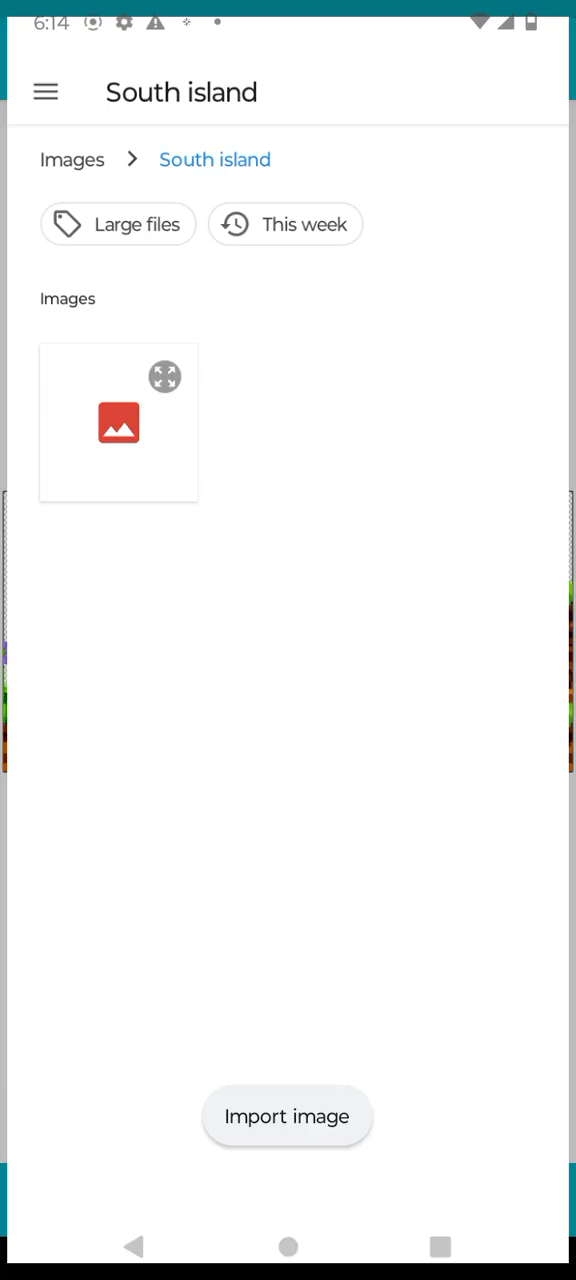 6:14
South island
Images > South island
Large files
This week
Images
Import image